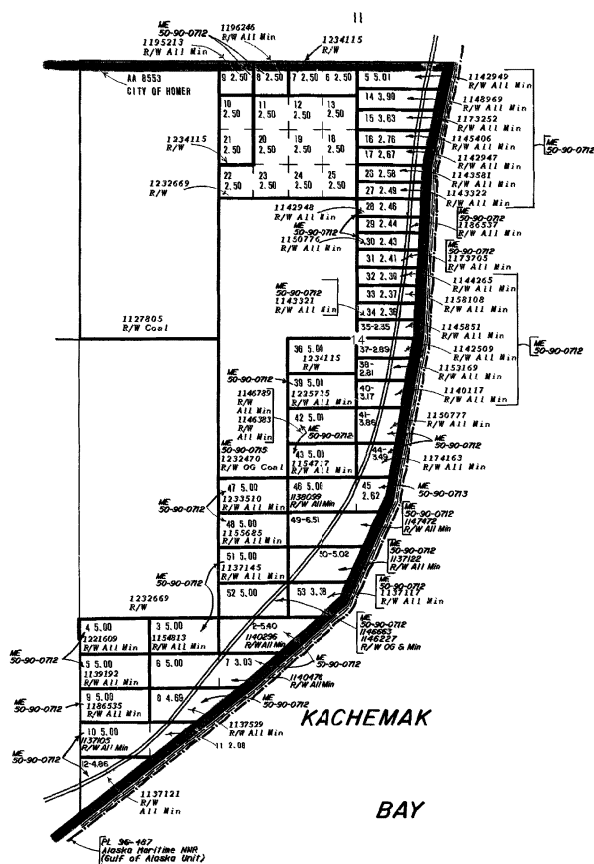 11
ME
50-90-0712
1196246
R/W All Min
1195213
R/W All Min
1234115
R/W
AA 8553
CITY OF HOMER
9 2.50
8 2.50
7 2.50
6 2.50
5 5.01
1142949
R/W All Min
14 3.90
1148969
R/W All Min
10
2.50
11
2.50
12
2.50
13
2.50
15 3.63
1173252
R/W All Min
1145406
R/W All Min
ME
50-90-0712
1234115
R/W
21
2.50
20
2.50
19
2.50
18
2.50
16 2.76
17 2.67
1142947
R/W All Min
22
2.50
23
2.50
24
2.50
25
2.50
26 2.58
1143581
R/W All Min
27 2.49
1143322
R/W All Min
1232669
R/W
1142948
R/W All Min
28 2.46
ME
50-90-0712
1186537
R/W All Min
ME
50-90-0712
29 2.44
1150776
R/W All Min
30 2.43
ME
50-90-0712
1173705
R/W All Min
31 2.41
32 2.39
1144265
R/W All Min
ME
50-90-0712
1143321
R/W All Min
33 2.37
1158108
R/W All Min
34 2.36
35-2.35
1145851
R/W All Min
1127805
R/W Coal
14
36 5.01
1234115
R/W
37-2.89
1142509
R/W All Min
ME
50-90-0712
38-
2.81
1153169
R/W All Min
ME
50-90-0712
39 5.01
1225735
R/W All Min
40-
3.17
1140117
R/W All Min
1146789
R/W
All Min
1146383
R/W
All Min
42 5.01
ME
50-90-0712
41-
3.86
1150777
R/W All Min
ME
50-90-0712
ME
50-90-0715
1232470
R/W OG Coal
43 5.01
1154717
R/W All Min
44-
3.49
1174163
R/W All Min
ME
50-90-0712
47 5.00
1233510
R/W All Min
46 5.00
1138099
R/W All Min
45
2.62
ME
50-90-0713
48 5.00
1155685
R/W All Min
49-6.51
ME
50-90-0712
1147472
R/W All Min
51 5.00
1137145
R/W All Min
50-5.02
ME
50-90-0712
1137122
R/W All Min
ME
50-90-0712
52 5.00
53 3.38
ME
50-90-0712
1137117
R/W All Min
1232669
R/W
4 5.00
1221609
R/W All Min
3 5.00
1154813
R/W All Min
2-5.40
1140296
R/W All Min
ME
50-90-0712
1146663
1146227
R/W OG & Min
ME
50-90-0712
5 5.00
1139192
R/W All Min
6 5.00
7 3.03
ME
50-90-0712
1140476
R/W All Min
ME
50-90-0712
9 5.00
1186535
R/W All Min
8 4.69
ME
50-90-0712
KACHEMAK
10 5.00
1137105
R/W All Min
1137529
R/W All Min
11 2.08
ME
50-90-0712
12-4.86
1137121
R/W
All Min
BAY
PL 96-487
Alaska Maritime NWR
(Gulf of Alaska Unit)